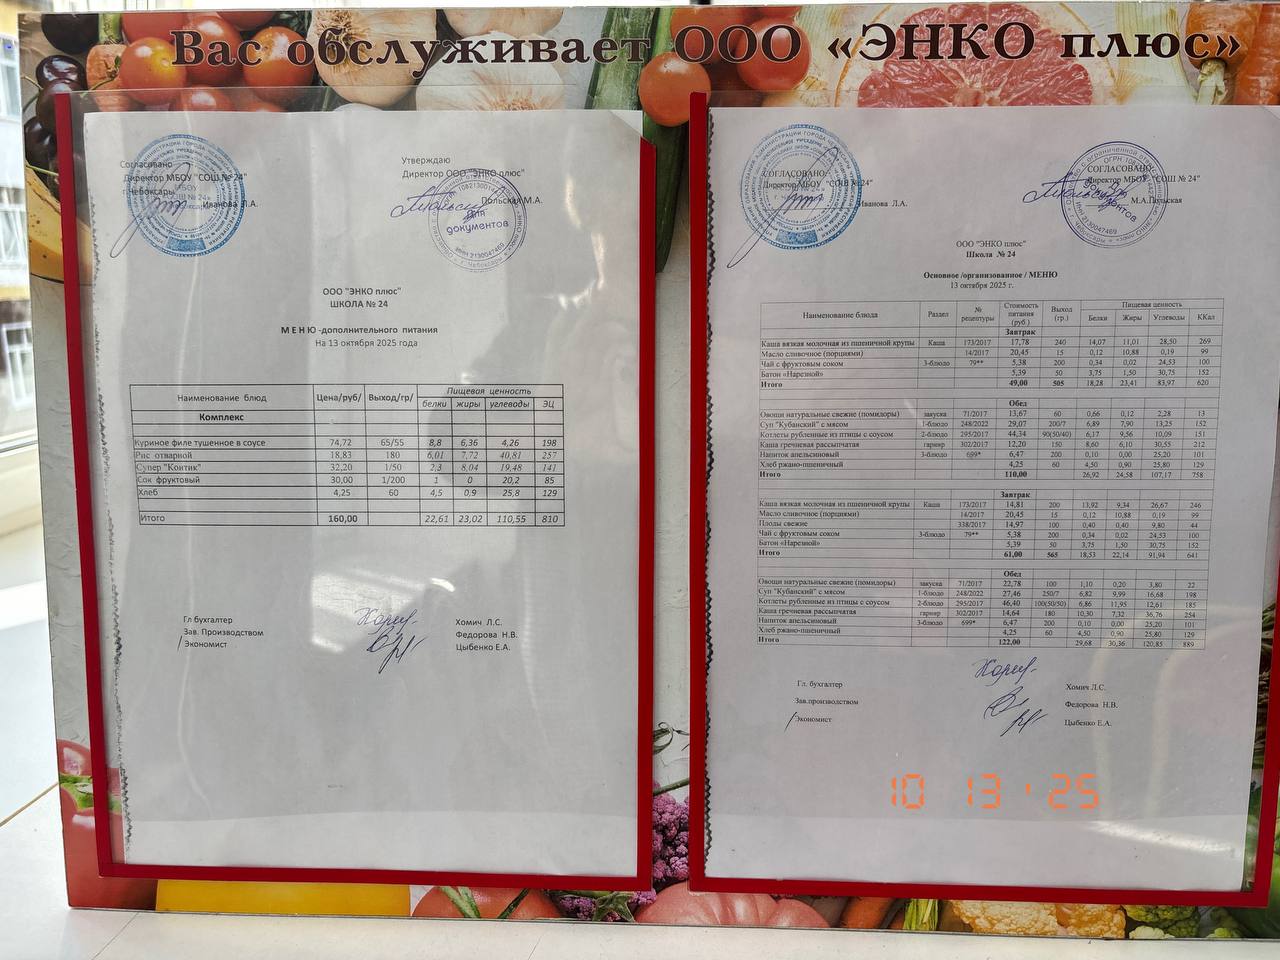 Вас обслуживает ООО «ЭНКО плюс»
Согласовано
Директор МБОУ "СОШ № 24"
г.Чебоксары
Иванова Л.А.
Утверждаю
Директор ООО "ЭНКО плюс"
Польская М.А.
для
документов
ООО "ЭНКО плюс"
ШКОЛА № 24
М Е Н Ю -дополнительного питания
На 13 октября 2025 года
Наименование блюд Цена/руб/ Выход/гр/ Пищевая ценность
белки жиры углеводы ЭЦ
Комплекс
Куриное филе тушенное в соусе 74,72 65/55 8,8 6,36 4,26 198
Рис отварной 18,83 180 6,01 7,72 40,81 257
Супер "Контик" 32,20 1/50 2,3 8,04 19,48 141
Сок фруктовый 30,00 1/200 1 0 20,2 85
Хлеб 4,25 60 4,5 0,9 25,8 129
Итого 160,00 22,61 23,02 110,55 810
Гл бухгалтер Хомич Л.С.
Зав. Производством Федорова Н.В.
Экономист Цыбенко Е.А.
СОГЛАСОВАНО:
Директор МБОУ "СОШ № 24"
Иванова Л.А.
СОГЛАСОВАНО
Директор МБОУ "СОШ № 24"
М.А.Польская
документов
ООО "ЭНКО плюс"
Школа № 24
Основное /организованное / МЕНЮ
13 октября 2025 г.
Наименование блюда Раздел № рецептуры Стоимость питания (руб.) Выход (гр.) Пищевая ценность
Белки Жиры Углеводы ККал
Завтрак
Каша вязкая молочная из пшеничной крупы Каша 173/2017 17,78 240 14,07 11,01 28,50 269
Масло сливочное (порциями) 14/2017 20,45 15 0,12 10,88 0,19 99
Чай с фруктовым соком 3-блюдо 79** 5,38 200 0,34 0,02 24,53 100
Батон «Нарезной» 5,39 50 3,75 1,50 30,75 152
Итого 49,00 505 18,28 23,41 83,97 620
Обед
Овощи натуральные свежие (помидоры) закуска 71/2017 13,67 60 0,66 0,12 2,28 13
Суп "Кубанский" с мясом 1-блюдо 248/2022 29,07 200/7 6,89 7,90 13,25 152
Котлеты рубленные из птицы с соусом 2-блюдо 295/2017 44,34 90(50/40) 6,17 9,56 10,09 151
Каша гречневая рассыпчатая гарнир 302/2017 12,20 150 8,60 6,10 30,55 212
Напиток апельсиновый 3-блюдо 699* 6,47 200 0,10 0,00 25,20 101
Хлеб ржано-пшеничный 4,25 60 4,50 0,90 25,80 129
Итого 110,00 26,92 24,58 107,17 758
Завтрак
Каша вязкая молочная из пшеничной крупы Каша 173/2017 14,81 200 13,92 9,34 26,67 246
Масло сливочное (порциями) 14/2017 20,45 15 0,12 10,88 0,19 99
Плоды свежие 338/2017 14,97 100 0,40 0,40 9,80 44
Чай с фруктовым соком 3-блюдо 79** 5,38 200 0,34 0,02 24,53 100
Батон «Нарезной» 5,39 50 3,75 1,50 30,75 152
Итого 61,00 565 18,53 22,14 91,94 641
Обед
Овощи натуральные свежие (помидоры) закуска 71/2017 22,78 100 1,10 0,20 3,80 22
Суп "Кубанский" с мясом 1-блюдо 248/2022 27,46 250/7 6,82 9,99 16,68 198
Котлеты рубленные из птицы с соусом 2-блюдо 295/2017 46,40 100(50/50) 6,86 11,95 12,61 185
Каша гречневая рассыпчатая гарнир 302/2017 14,64 180 10,30 7,32 36,76 254
Напиток апельсиновый 3-блюдо 699* 6,47 200 0,10 0,00 25,20 101
Хлеб ржано-пшеничный 4,25 60 4,50 0,90 25,80 129
Итого 122,00 29,68 30,36 120,85 889
Гл. бухгалтер Хомич Л.С.
Зав.производством Федорова Н.В.
Экономист Цыбенко Е.А.
10 13 '25